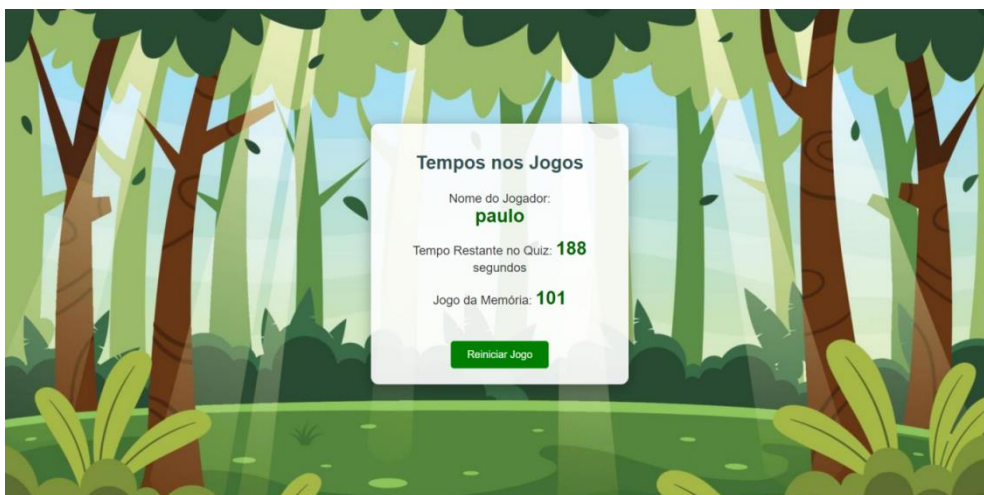 Tempos nos Jogos
Nome do Jogador:
paulo
Tempo Restante no Quiz: 188
segundos
Jogo da Memória: 101
Reiniciar Jogo